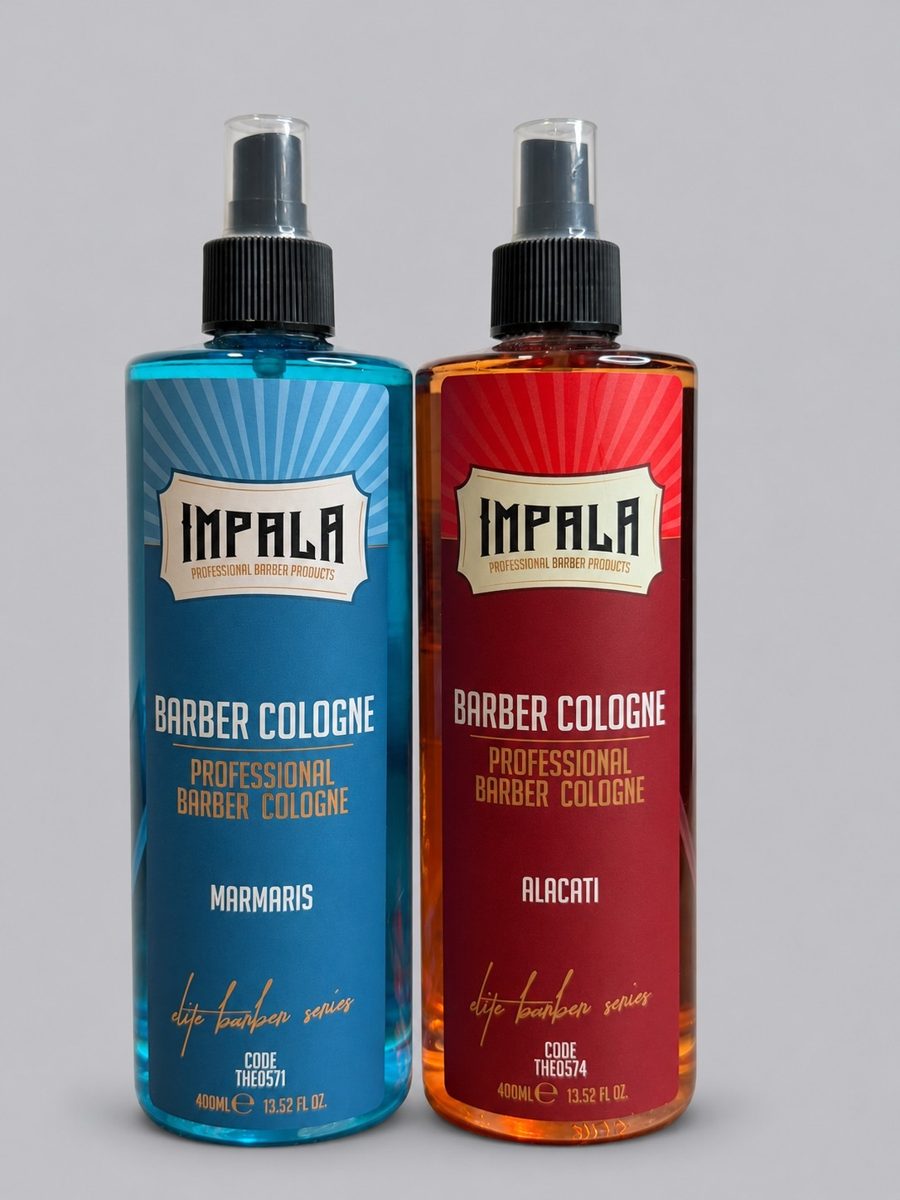 IMPALA
PROFESSIONAL BARBER PRODUCTS
BARBER COLOGNE
PROFESSIONAL
BARBER COLOGNE
MARMARIS
elite barber series
CODE
THE0571
400ML e 13.52 FL OZ.
IMPALA
PROFESSIONAL BARBER PRODUCTS
BARBER COLOGNE
PROFESSIONAL
BARBER COLOGNE
ALACATI
elite barber series
CODE
THE0574
400ML e 13.52 FL OZ.